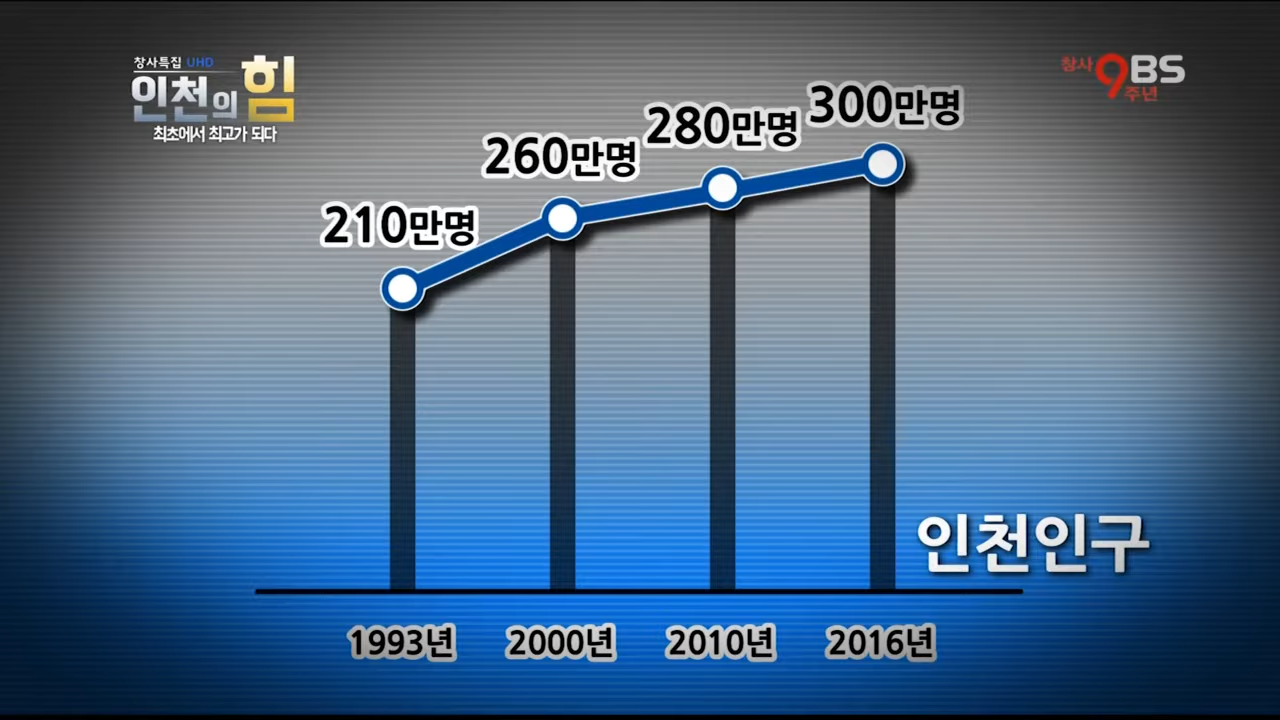 창사특집 UHD
인천의 힘
최초에서 최고가 되다
창사 9주년 OBS
210만명
260만명
280만명
300만명
인천인구
1993년
2000년
2010년
2016년